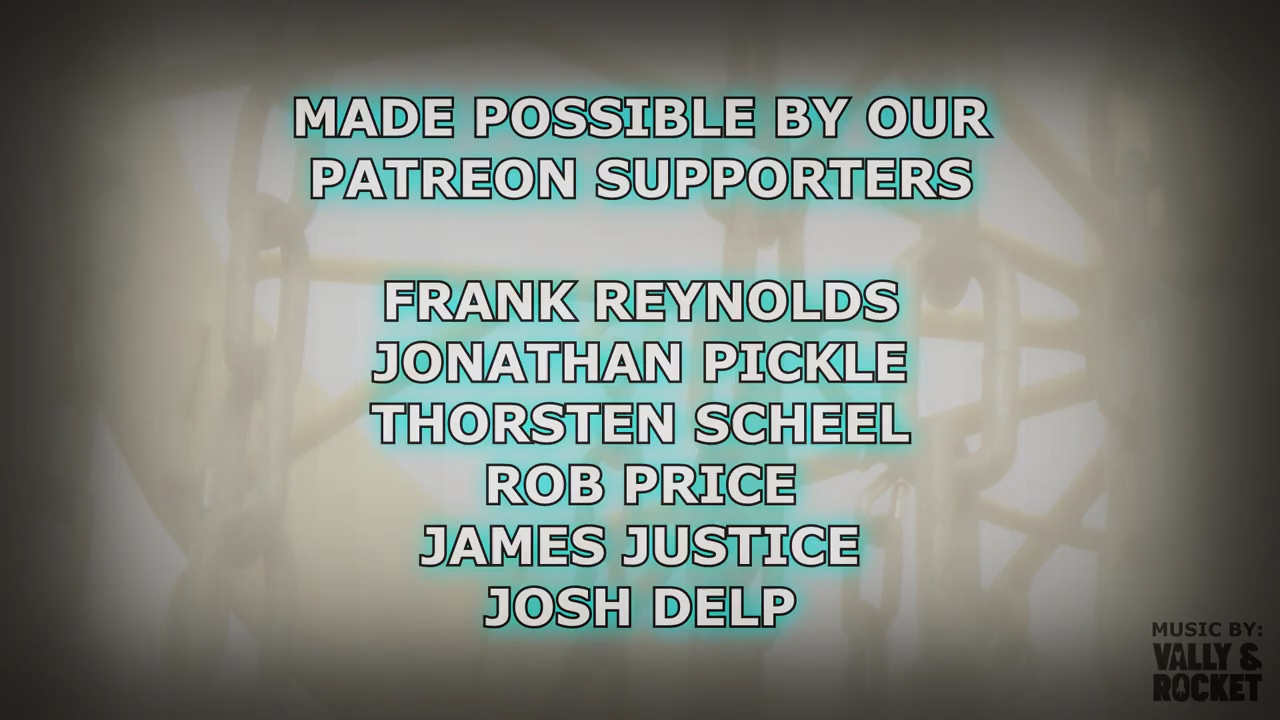 MADE POSSIBLE BY OUR
PATREON SUPPORTERS
FRANK REYNOLDS
JONATHAN PICKLE
THORSTEN SCHEEL
ROB PRICE
JAMES JUSTICE
JOSH DELP
MUSIC BY:
VALLY &
ROCKET